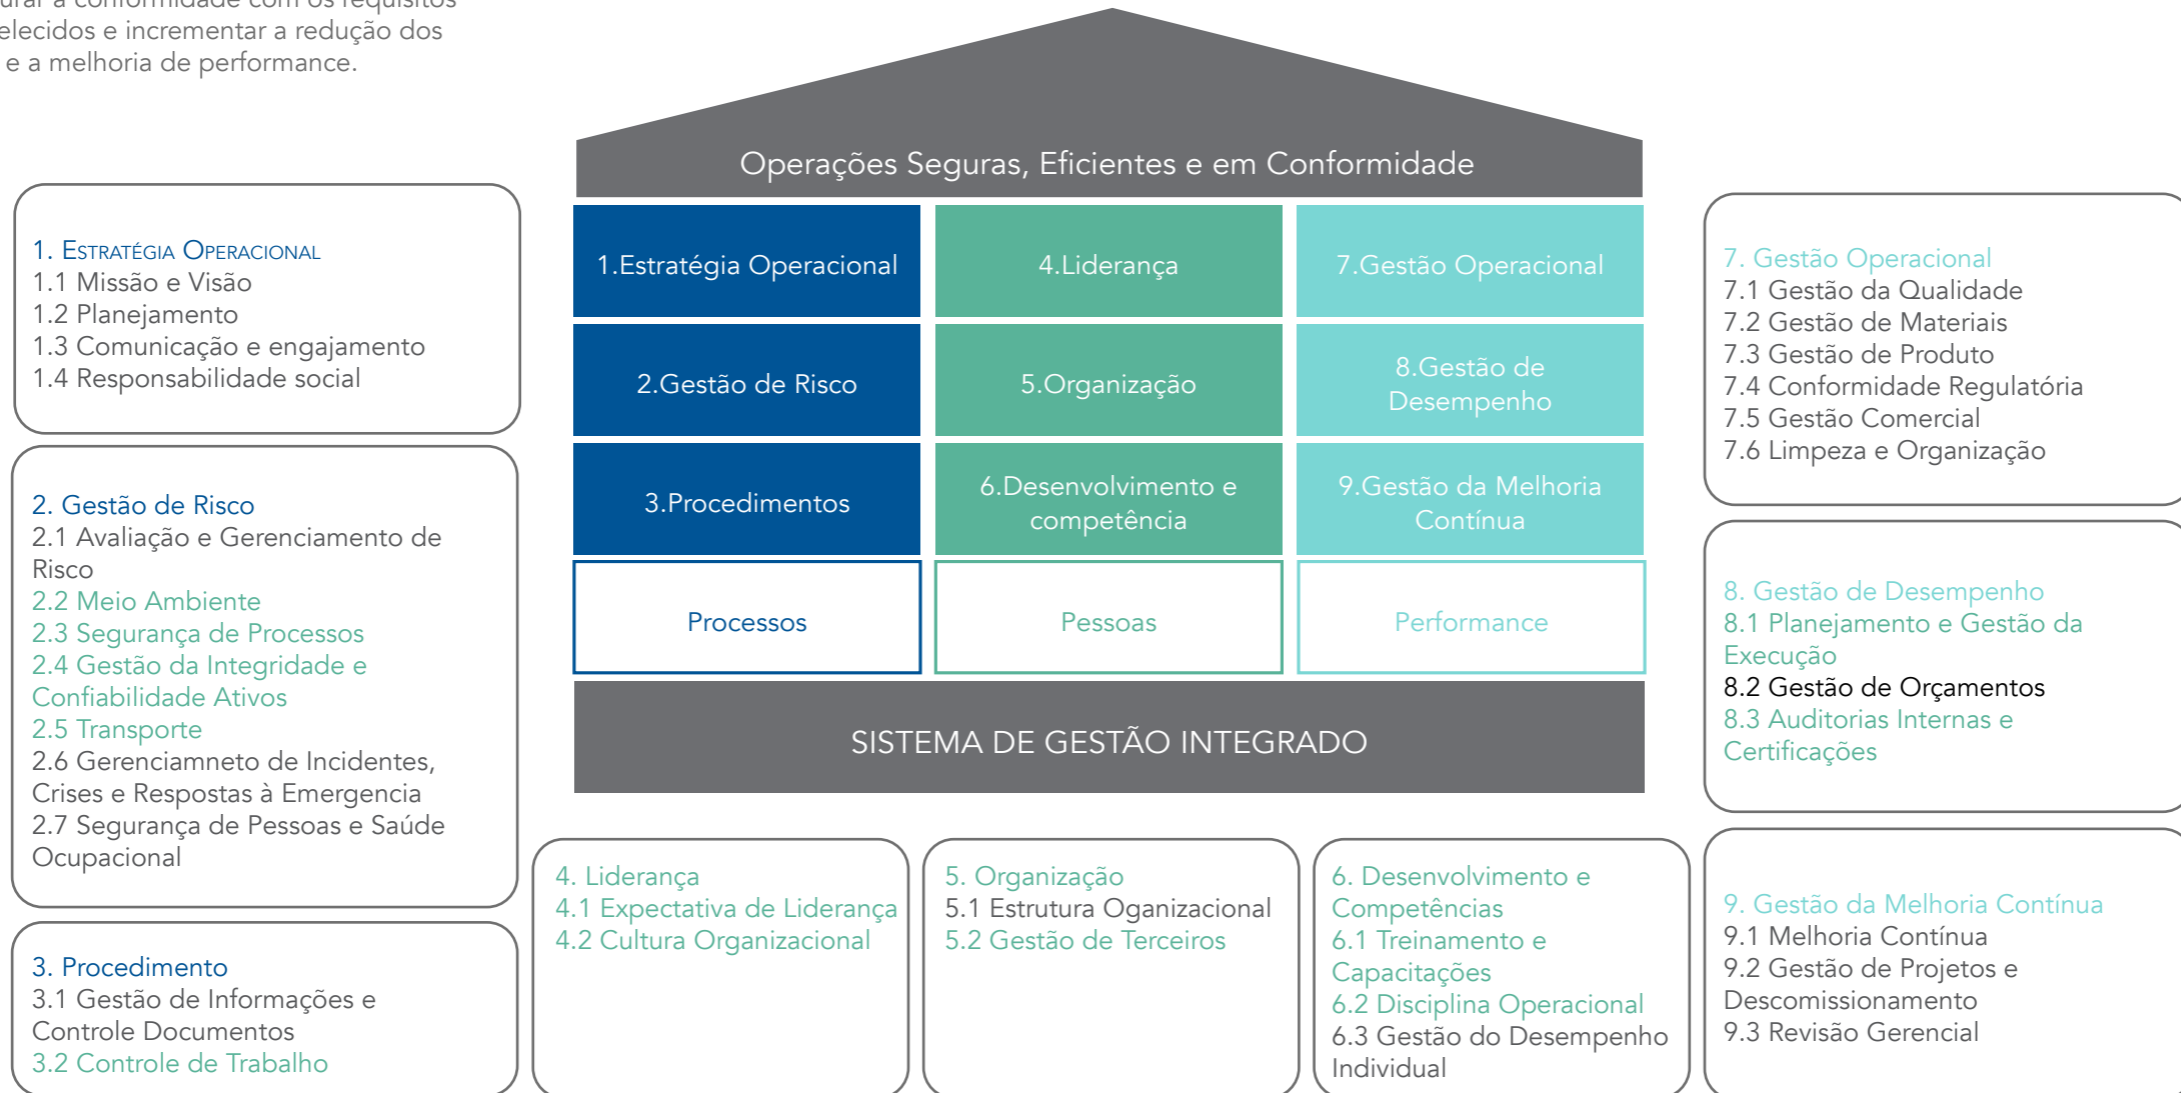 a conformidade com os requisitos
e incrementar a redução dos
e a melhoria de performance.
Operações Seguras, Eficientes e em Conformidade
1. Estratégia Operacional
1.1 Missão e Visão
1.2 Planejamento
1.3 Comunicação e engajamento
1.4 Responsabilidade social
2. Gestão de Risco
2.1 Avaliação e Gerenciamento de
Risco
2.2 Meio Ambiente
2.3 Segurança de Processos
2.4 Gestão da Integridade e
Confiabilidade Ativos
2.5 Transporte
2.6 Gerenciamneto de Incidentes,
Crises e Respostas à Emergencia
2.7 Segurança de Pessoas e Saúde
Ocupacional
3. Procedimento
3.1 Gestão de Informações e
Controle Documentos
3.2 Controle de Trabalho
1.Estratégia Operacional
4.Liderança
7.Gestão Operacional
2.Gestão de Risco
5.Organização
8.Gestão de
Desempenho
3.Procedimentos
6.Desenvolvimento e
competência
9.Gestão da Melhoria
Contínua
Processos
Pessoas
Performance
SISTEMA DE GESTÃO INTEGRADO
4. Liderança
4.1 Expectativa de Liderança
4.2 Cultura Organizacional
5. Organização
5.1 Estrutura Oganizacional
5.2 Gestão de Terceiros
6. Desenvolvimento e
Competências
6.1 Treinamento e
Capacitações
6.2 Disciplina Operacional
6.3 Gestão do Desempenho
Individual
7. Gestão Operacional
7.1 Gestão da Qualidade
7.2 Gestão de Materiais
7.3 Gestão de Produto
7.4 Conformidade Regulatória
7.5 Gestão Comercial
7.6 Limpeza e Organização
8. Gestão de Desempenho
8.1 Planejamento e Gestão da
Execução
8.2 Gestão de Orçamentos
8.3 Auditorias Internas e
Certificações
9. Gestão da Melhoria Contínua
9.1 Melhoria Contínua
9.2 Gestão de Projetos e
Descomissionamento
9.3 Revisão Gerencial